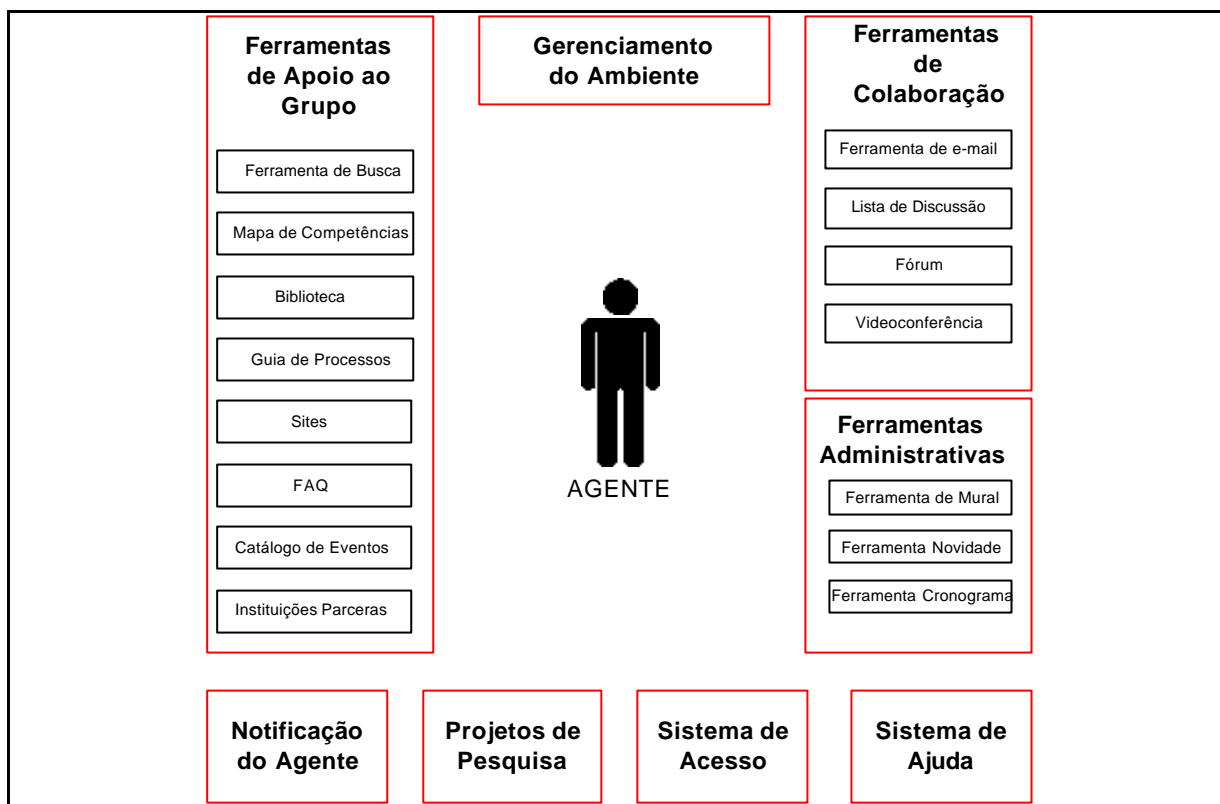 Ferramentas
de Apoio ao
Grupo
Ferramenta de Busca
Mapa de Competências
Biblioteca
Guia de Processos
Sites
FAQ
Catálogo de Eventos
Instituições Parceras
Gerenciamento
do Ambiente
AGENTE
Ferramentas
de
Colaboração
Ferramenta de e-mail
Lista de Discussão
Fórum
Videoconferência
Ferramentas
Administrativas
Ferramenta de Mural
Ferramenta Novidade
Ferramenta Cronograma
Notificação
do Agente
Projetos de
Pesquisa
Sistema de
Acesso
Sistema de
Ajuda